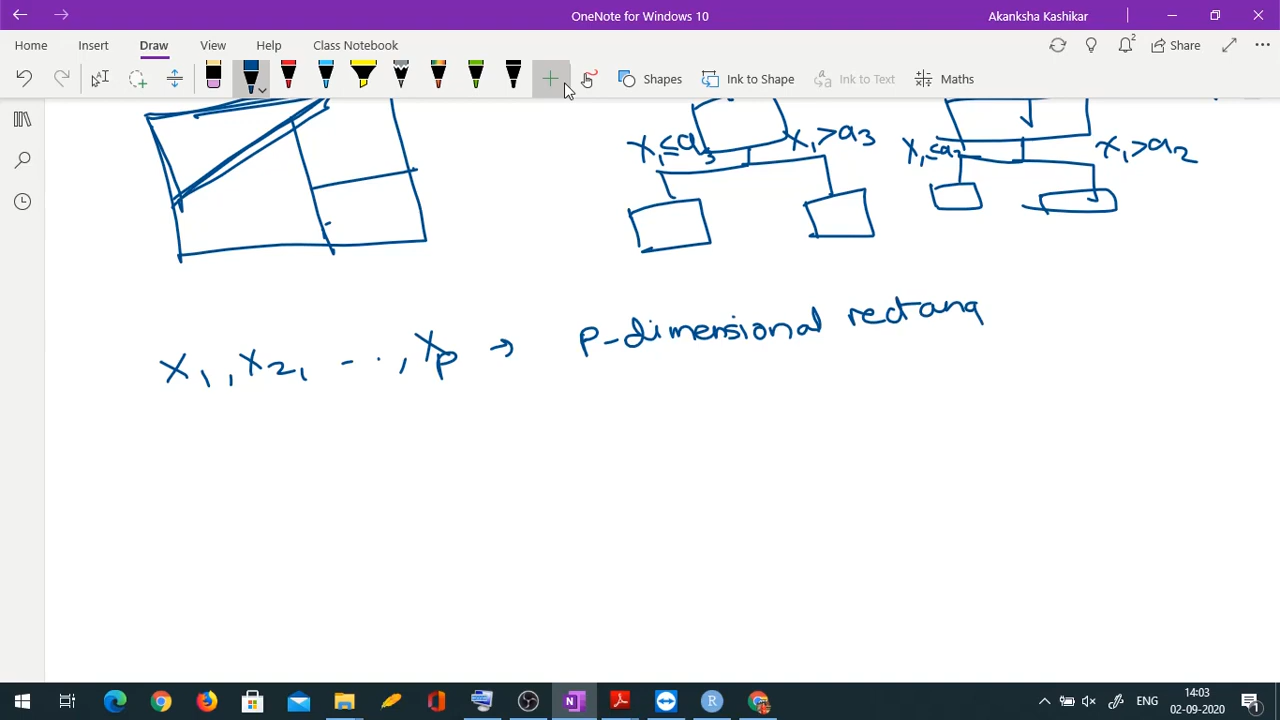 OneNote for Windows 10
Akanksha Kashikar
Home Insert Draw View Help Class Notebook
Share
Shapes Ink to Shape Ink to Text Maths
x₁≤a₃ x₁>a₃ x₁≤a₂ x₁>a₂
x₁, x₂, - . ., xₚ → p-dimensional rectang
ENG
14:03
02-09-2020